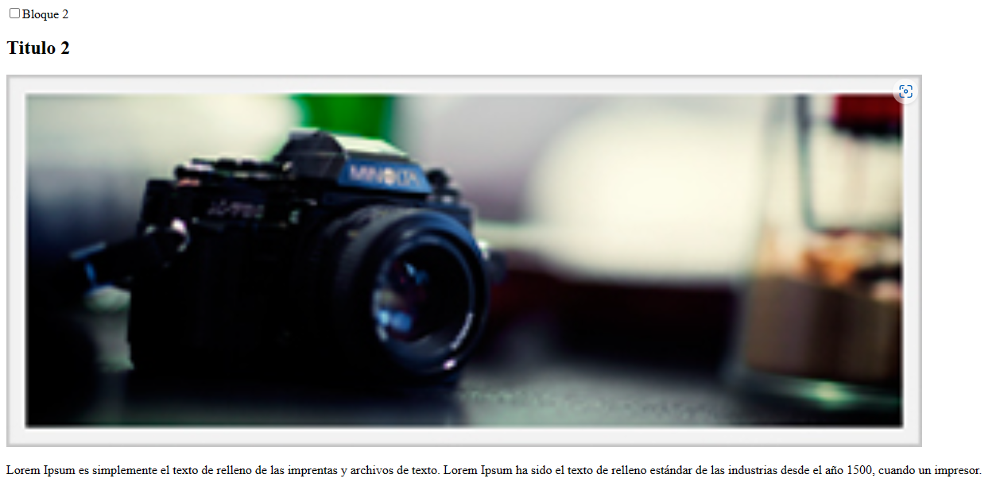 Bloque 2
Titulo 2
MINOLTA
Lorem Ipsum es simplemente el texto de relleno de las imprentas y archivos de texto. Lorem Ipsum ha sido el texto de relleno estándar de las industrias desde el año 1500, cuando un impresor.